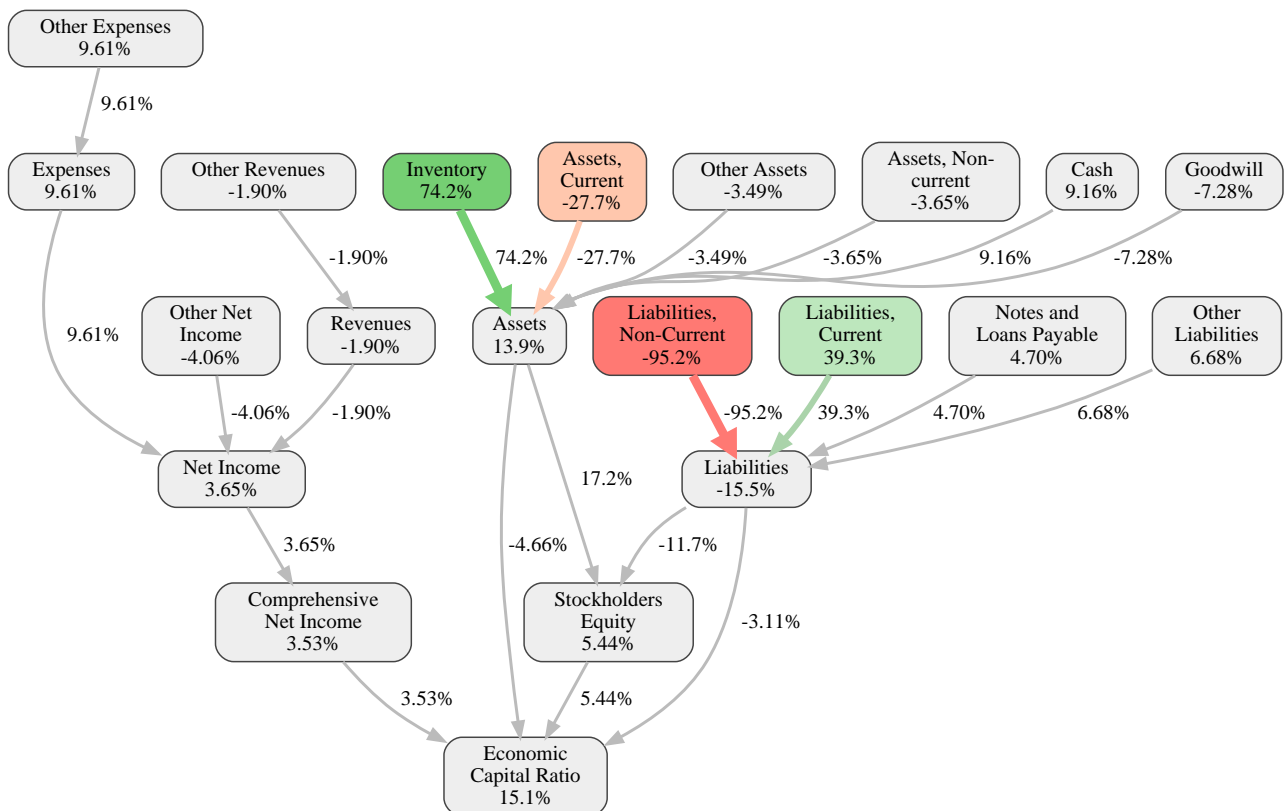 Other Expenses
9.61%
9.61%
Expenses
9.61%
Other Revenues
-1.90%
Inventory
74.2%
Assets,
Current
-27.7%
Other Assets
-3.49%
Assets, Non-
current
-3.65%
Cash
9.16%
Goodwill
-7.28%
-1.90%
74.2%
-27.7%
-3.49%
-3.65%
9.16%
-7.28%
9.61%
Other Net
Income
-4.06%
Revenues
-1.90%
Assets
13.9%
Liabilities,
Non-Current
-95.2%
Liabilities,
Current
39.3%
Notes and
Loans Payable
4.70%
Other
Liabilities
6.68%
-4.06%
-1.90%
-95.2%
39.3%
4.70%
6.68%
Net Income
3.65%
17.2%
Liabilities
-15.5%
3.65%
-4.66%
-11.7%
Comprehensive
Net Income
3.53%
Stockholders
Equity
5.44%
-3.11%
3.53%
5.44%
Economic
Capital Ratio
15.1%